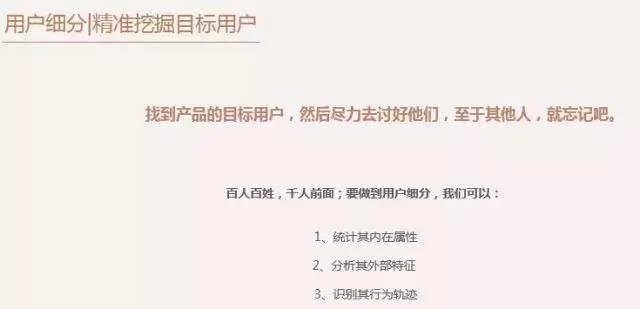 用户细分|精准挖掘目标用户
找到产品的目标用户，然后尽力去讨好他们，至于其他人，就忘记吧。
百人百姓，千人前面；要做到用户细分，我们可以：
1、统计其内在属性
2、分析其外部特征
3、识别其行为轨迹